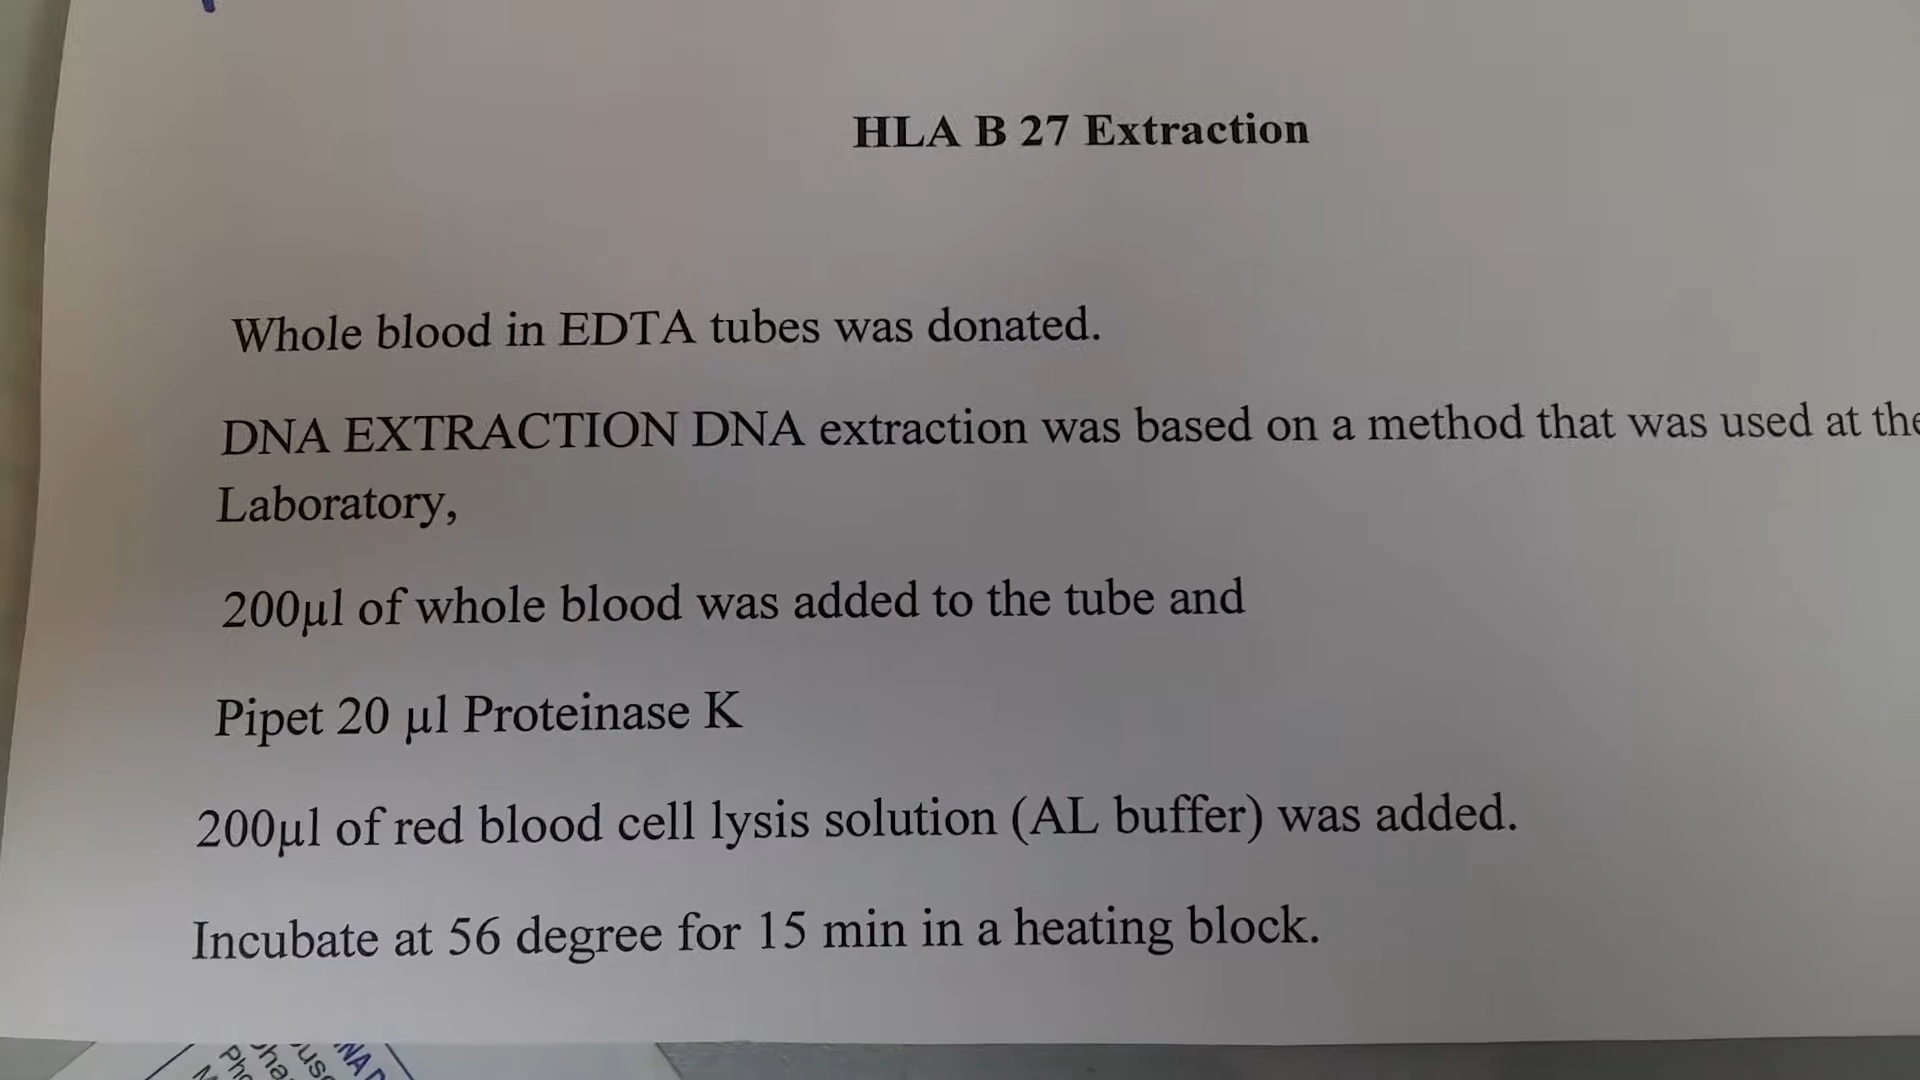 HLA B 27 Extraction
Whole blood in EDTA tubes was donated.
DNA EXTRACTION DNA extraction was based on a method that was used at the
Laboratory,
200µl of whole blood was added to the tube and
Pipet 20 µl Proteinase K
200µl of red blood cell lysis solution (AL buffer) was added.
Incubate at 56 degree for 15 min in a heating block.